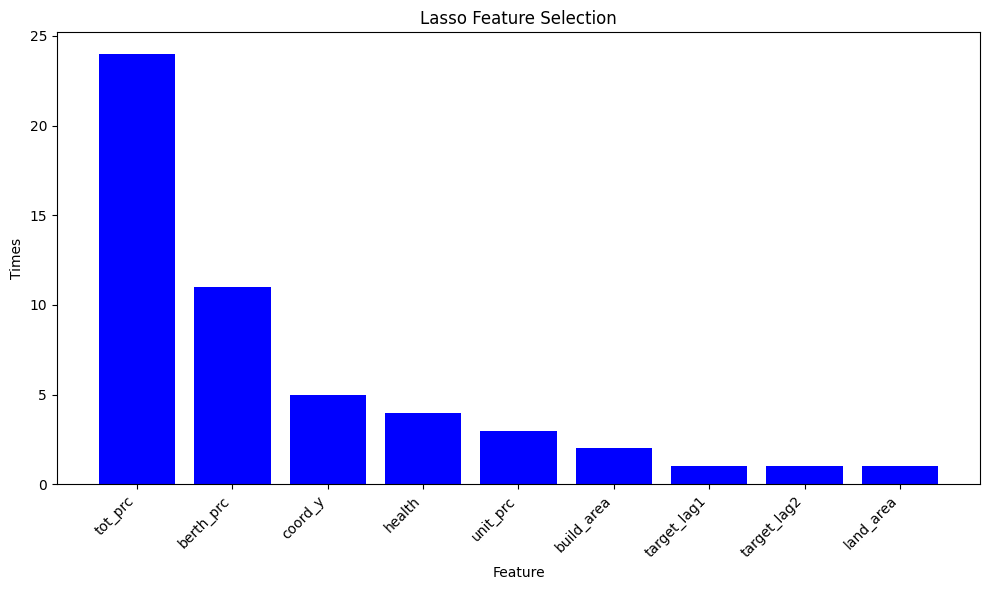 Lasso Feature Selection
25
20
15
10
5
0
Times
tot_prc
berth_prc
coord_y
health
unit_prc
build_area
target_lag1
target_lag2
land_area
Feature